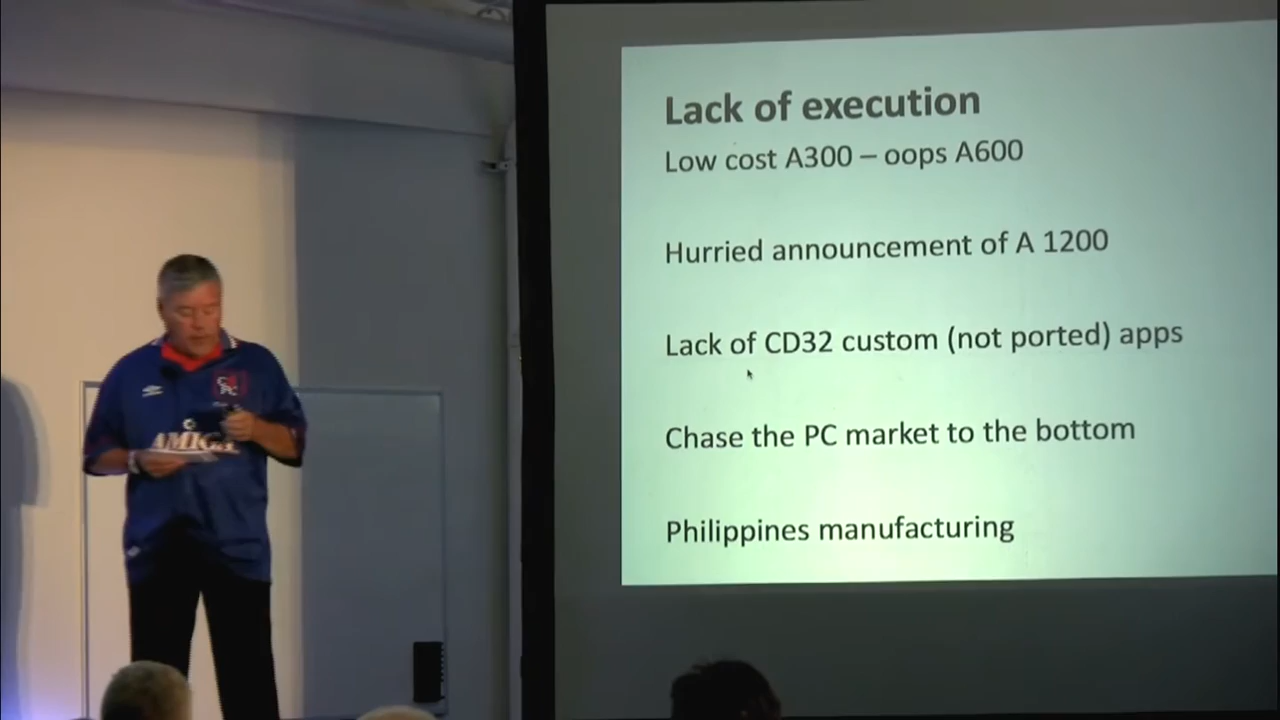 Lack of execution
Low cost A300 – oops A600
Hurried announcement of A 1200
Lack of CD32 custom (not ported) apps
Chase the PC market to the bottom
Philippines manufacturing
AMIGA